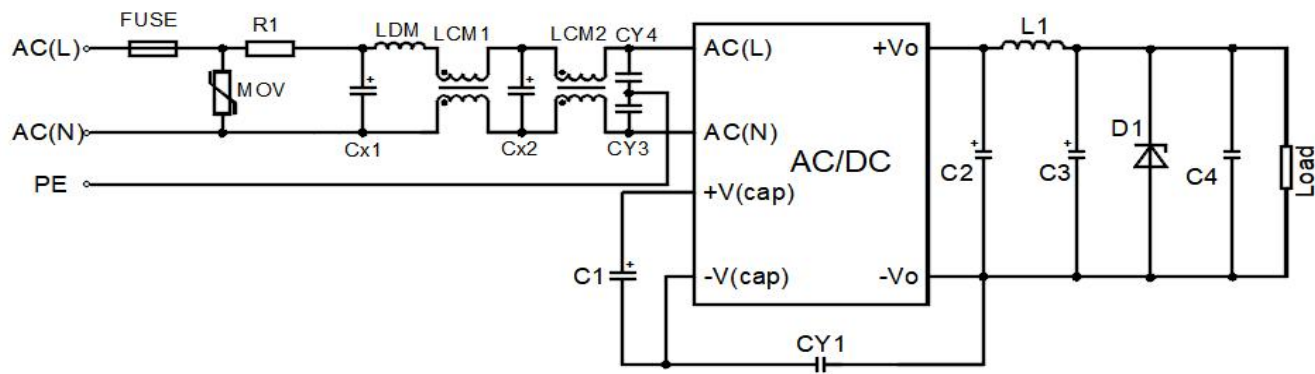 FUSE
R1
LDM
LCM1
LCM2
CY4
L1
AC(L)
AC(L)
+Vo
MOV
AC(N)
AC(N)
D1
Cx1
Cx2
CY3
AC/DC
C2
C3
C4
Load
PE
+V(cap)
C1
-V(cap)
-Vo
CY1
+
+
+
+
+